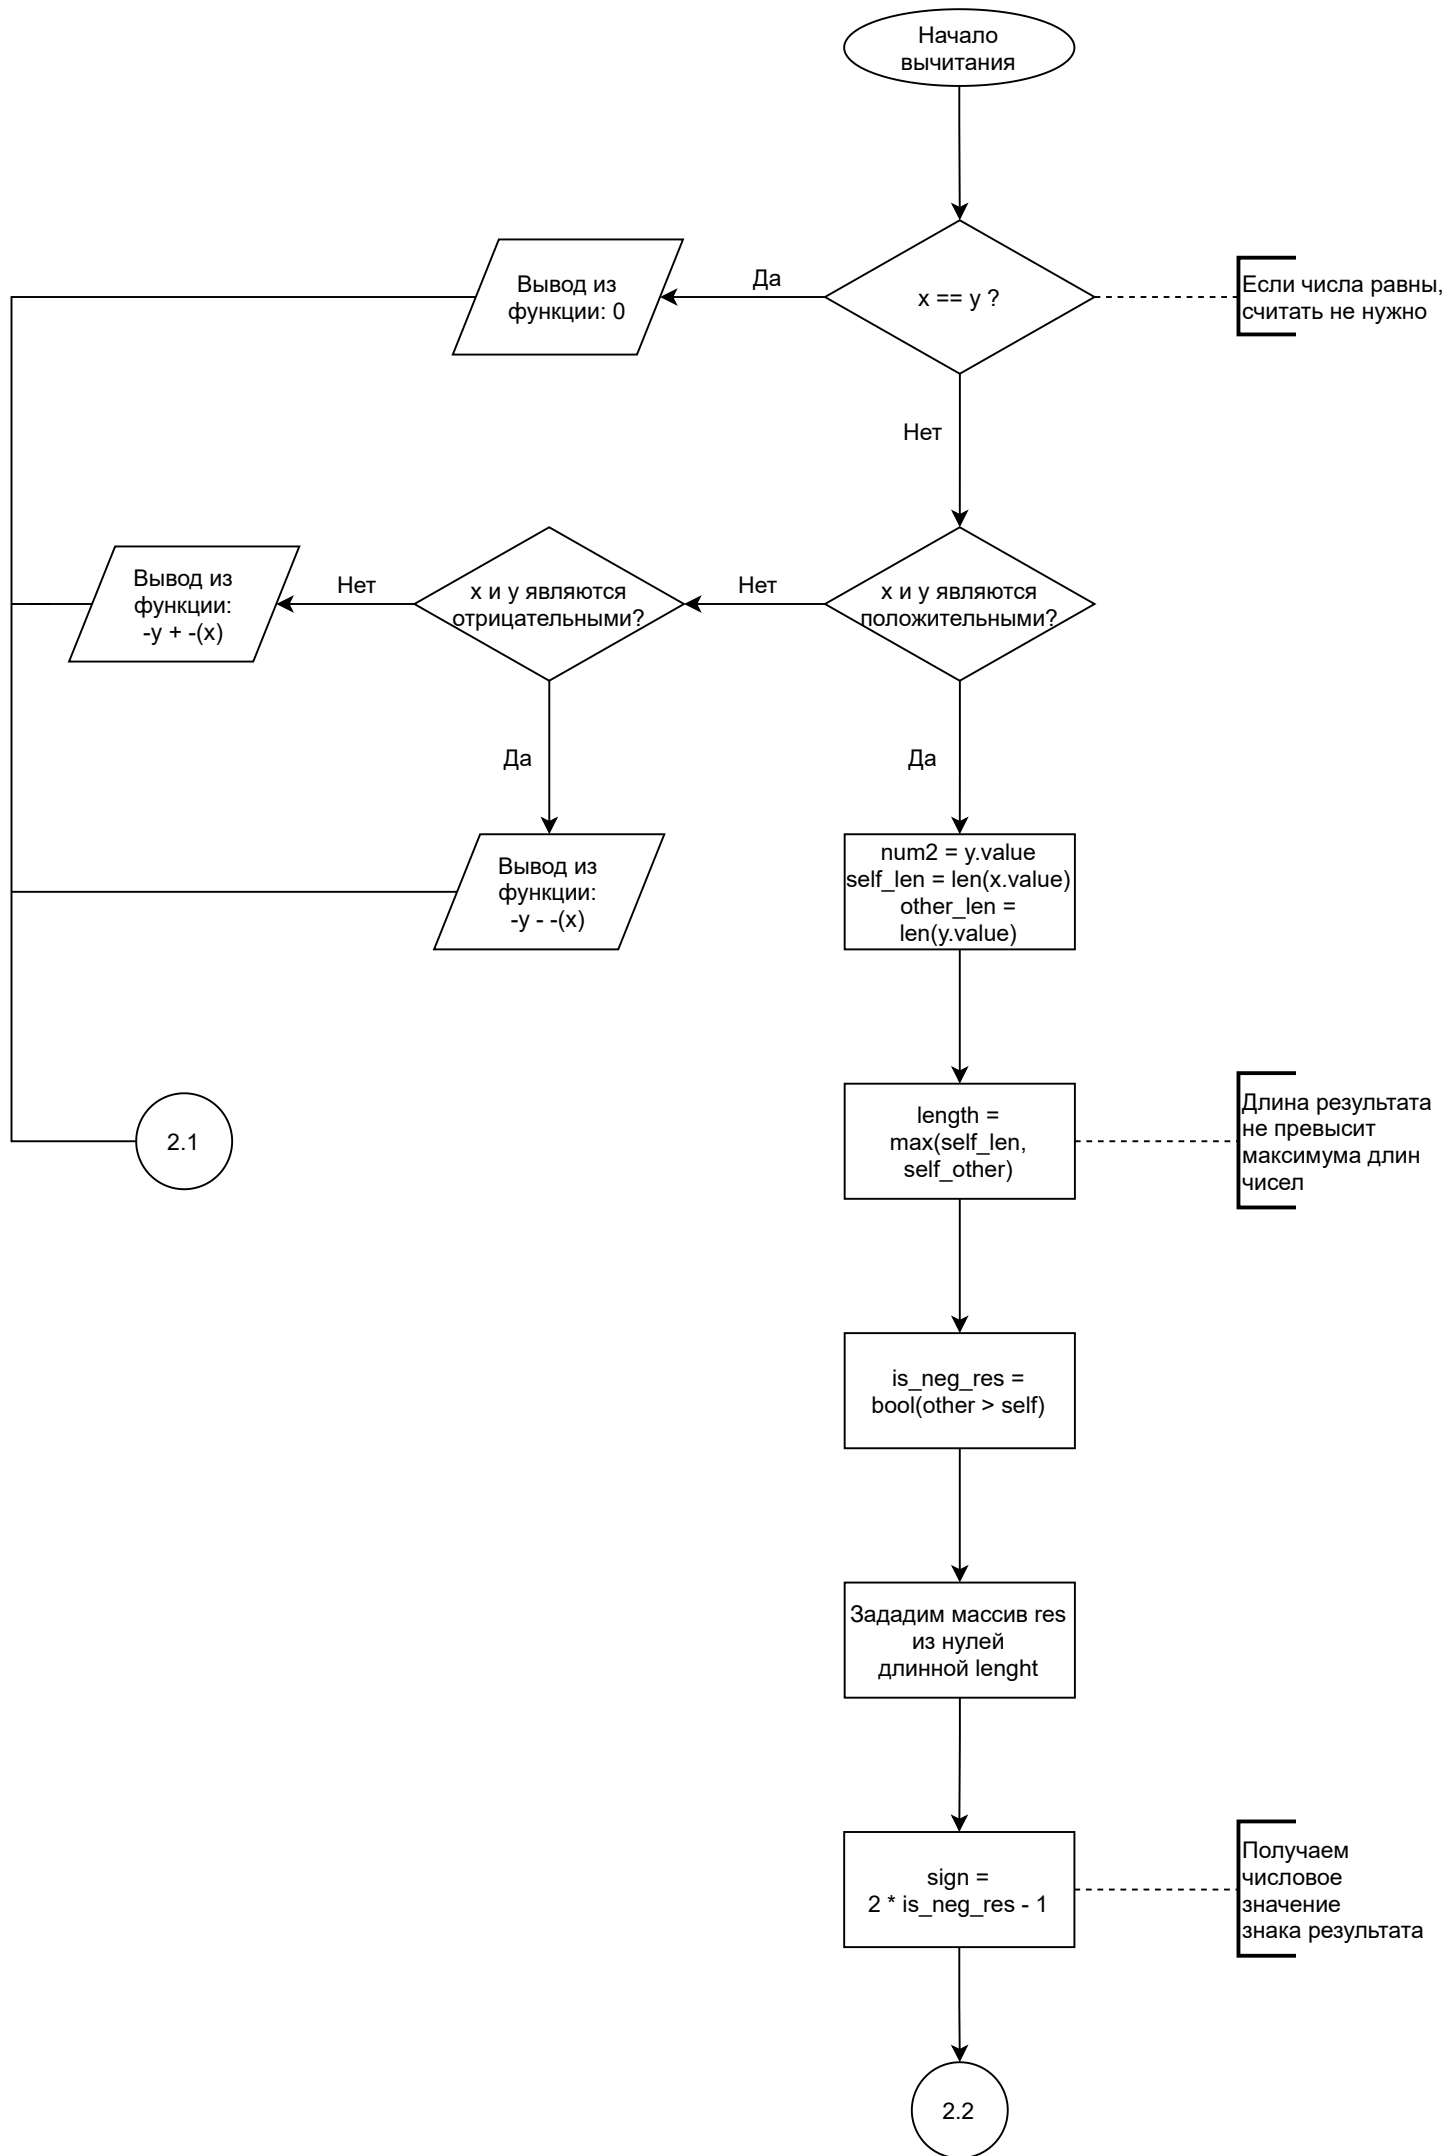 Начало
вычитания
Да
Вывод из
функции: 0
x == y ?
Если числа равны,
считать не нужно
Нет
Вывод из
функции:
-y + -(x)
Нет
x и y являются
отрицательными?
Нет
x и y являются
положительными?
Да
Да
Вывод из
функции:
-y - -(x)
num2 = y.value
self_len = len(x.value)
other_len =
len(y.value)
2.1
length =
max(self_len,
self_other)
Длина результата
не превысит
максимума длин
чисел
is_neg_res =
bool(other > self)
Зададим массив res
из нулей
длинной lenght
sign =
2 * is_neg_res - 1
Получаем
числовое
значение
знака результата
2.2